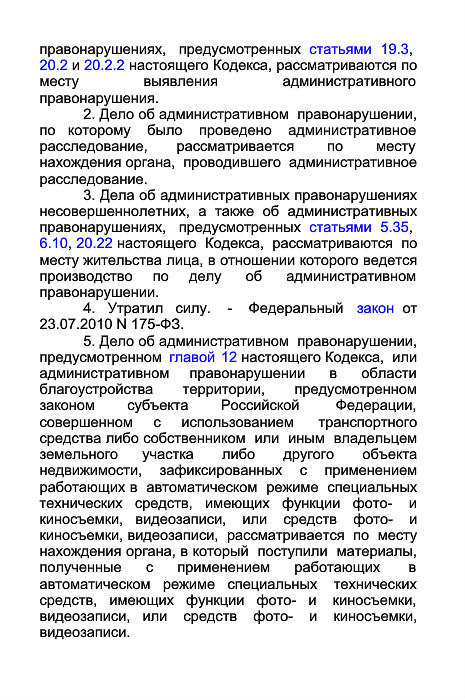 правонарушениях, предусмотренных статьями 19.3,
20.2 и 20.2.2 настоящего Кодекса, рассматриваются по
месту выявления административного
правонарушения.
2. Дело об административном правонарушении,
по которому было проведено административное
расследование, рассматривается по месту
нахождения органа, проводившего административное
расследование.
3. Дела об административных правонарушениях
несовершеннолетних, а также об административных
правонарушениях, предусмотренных статьями 5.35,
6.10, 20.22 настоящего Кодекса, рассматриваются по
месту жительства лица, в отношении которого ведется
производство по делу об административном
правонарушении.
4. Утратил силу. - Федеральный закон от
23.07.2010 N 175-ФЗ.
5. Дело об административном правонарушении,
предусмотренном главой 12 настоящего Кодекса, или
административном правонарушении в области
благоустройства территории, предусмотренном
законом субъекта Российской Федерации,
совершенном с использованием транспортного
средства либо собственником или иным владельцем
земельного участка либо другого объекта
недвижимости, зафиксированных с применением
работающих в автоматическом режиме специальных
технических средств, имеющих функции фото- и
киносъемки, видеозаписи, или средств фото- и
киносъемки, видеозаписи, рассматривается по месту
нахождения органа, в который поступили материалы,
полученные с применением работающих в
автоматическом режиме специальных технических
средств, имеющих функции фото- и киносъемки,
видеозаписи, или средств фото- и киносъемки,
видеозаписи.